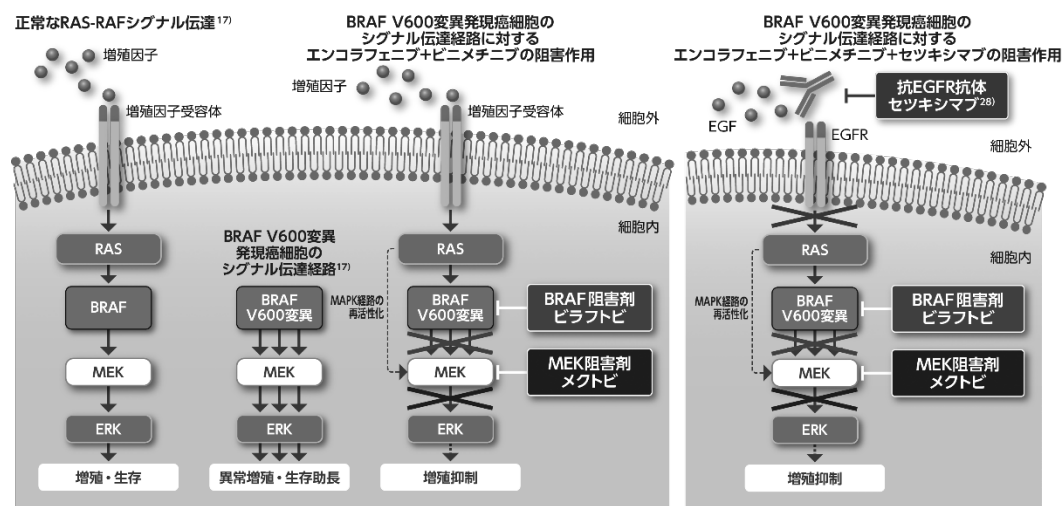 正常なRAS-RAFシグナル伝達17)
増殖因子
増殖因子受容体
BRAF V600変異
発現癌細胞の
シグナル伝達経路17)
RAS
BRAF
MEK
ERK
増殖・生存
BRAF
V600変異
MEK
ERK
異常増殖・生存助長
BRAF V600変異発現癌細胞の
シグナル伝達経路に対する
エンコラフェニブ+ビニメチニブの阻害作用
増殖因子
増殖因子受容体
細胞外
細胞内
RAS
MAPK経路の
再活性化
BRAF
V600変異
BRAF阻害剤
ビラフトビ
MEK
MEK阻害剤
メクトビ
ERK
増殖抑制
BRAF V600変異発現癌細胞の
シグナル伝達経路に対する
エンコラフェニブ+ビニメチニブ+セツキシマブの阻害作用
抗EGFR抗体
セツキシマブ28)
EGF
EGFR
細胞外
細胞内
RAS
MAPK経路の
再活性化
BRAF
V600変異
BRAF阻害剤
ビラフトビ
MEK
MEK阻害剤
メクトビ
ERK
増殖抑制